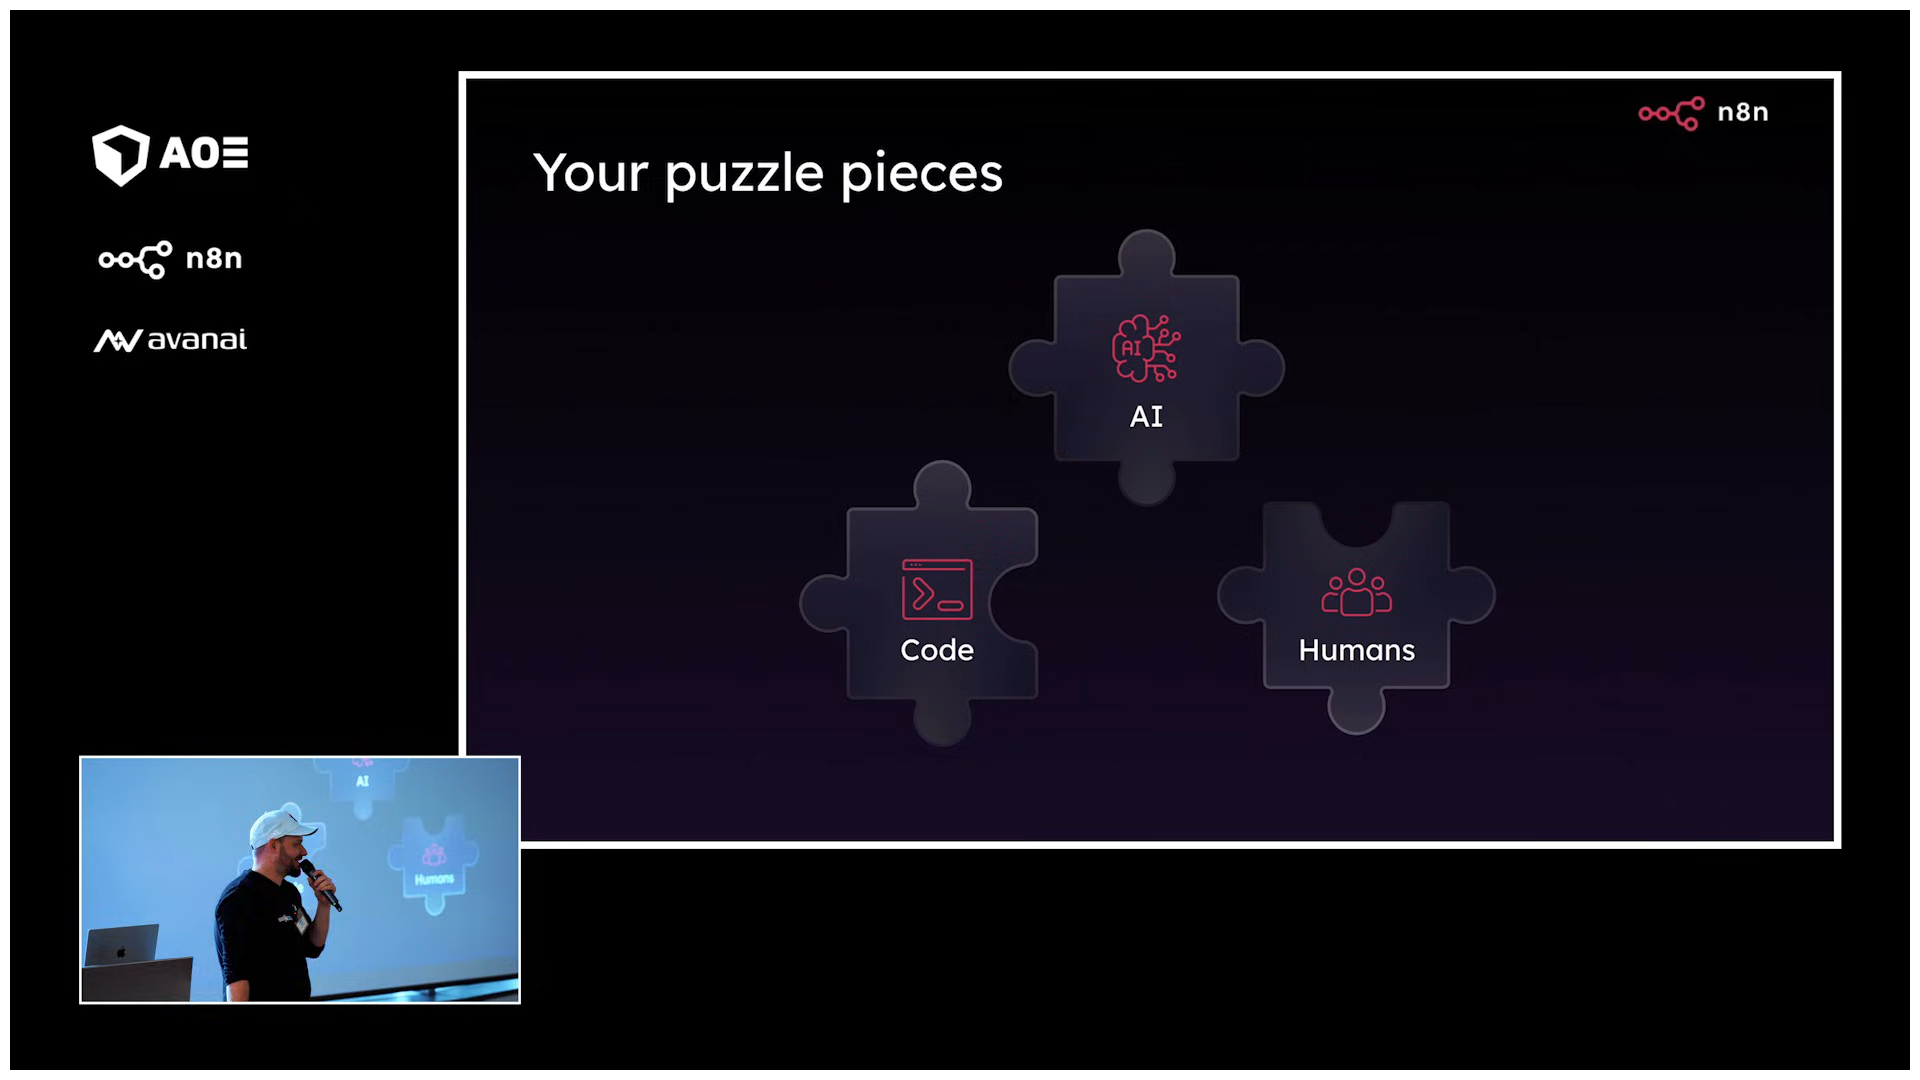 AOE
n8n
avanai
n8n
Your puzzle pieces
AI
AI
Code
Humans
AI
Humans